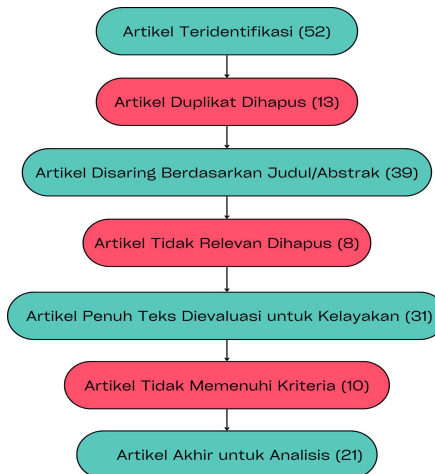 Artikel Teridentifikasi (52)
Artikel Duplikat Dihapus (13)
Artikel Disaring Berdasarkan Judul/Abstrak (39)
Artikel Tidak Relevan Dihapus (8)
Artikel Penuh Teks Dievaluasi untuk Kelayakan (31)
Artikel Tidak Memenuhi Kriteria (10)
Artikel Akhir untuk Analisis (21)